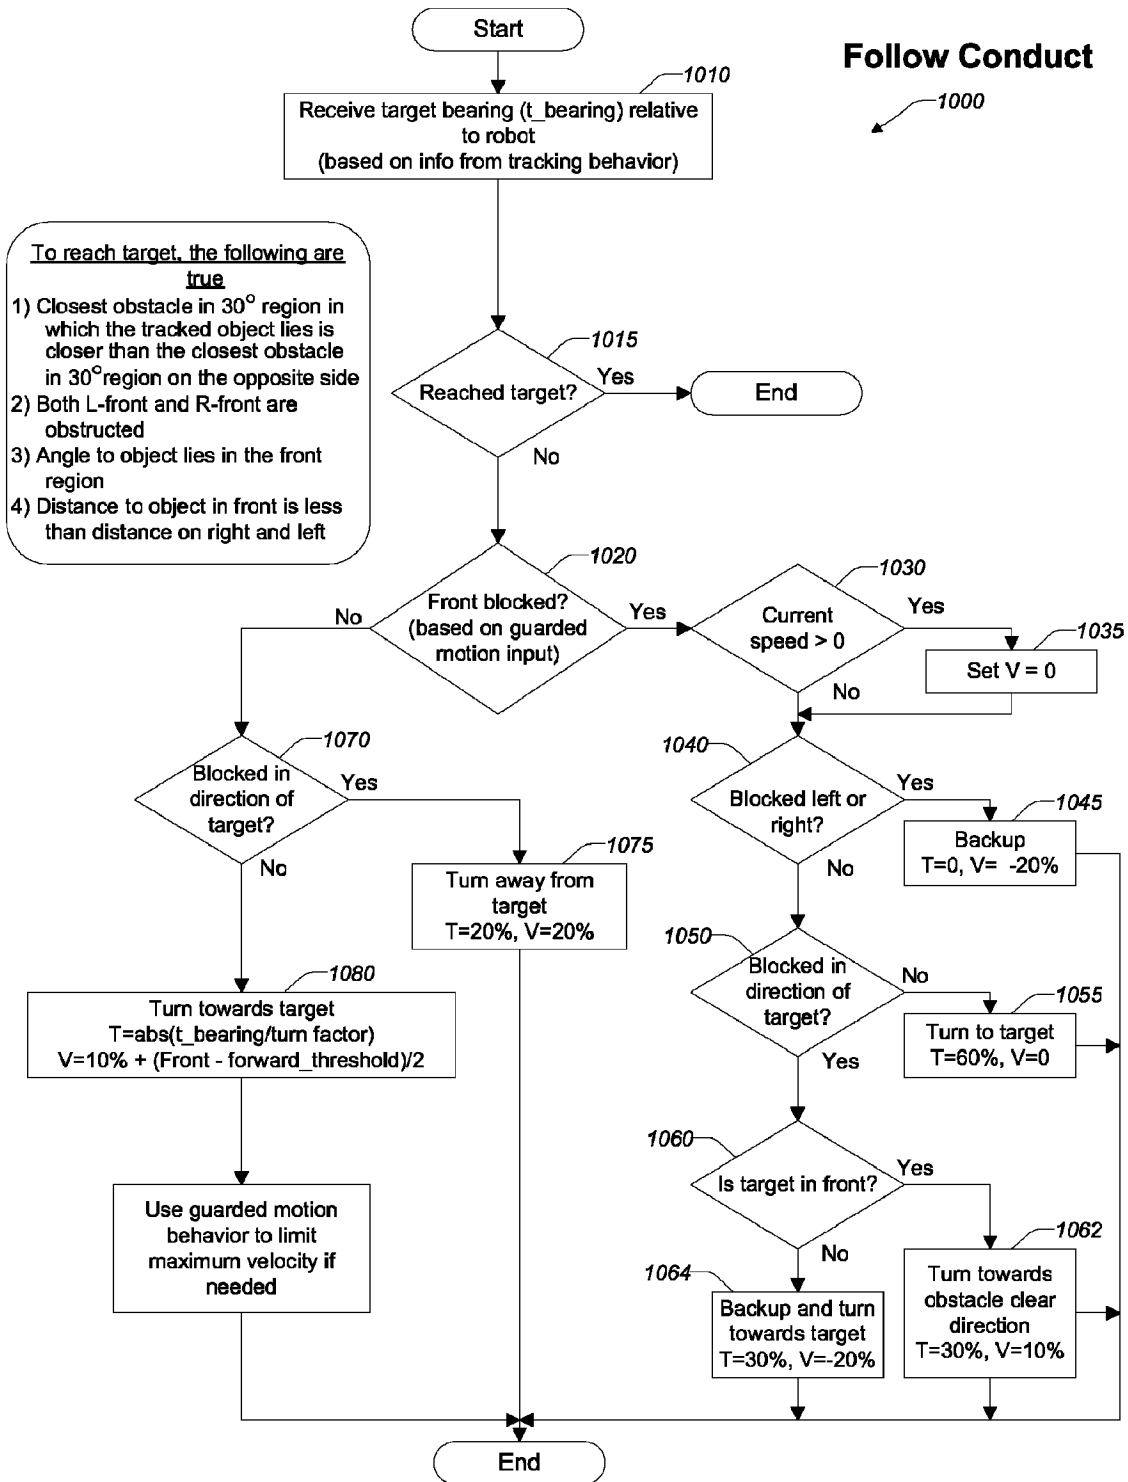 Start
Follow Conduct
1000
1010
Receive target bearing (t_bearing) relative
to robot
(based on info from tracking behavior)
To reach target, the following are
true
1) Closest obstacle in 30° region in
which the tracked object lies is
closer than the closest obstacle
in 30° region on the opposite side
2) Both L-front and R-front are
obstructed
3) Angle to object lies in the front
region
4) Distance to object in front is less
than distance on right and left
1015
Reached target?
Yes
End
No
1020
Front blocked?
(based on guarded
motion input)
No
Yes
1030
Current
speed > 0
Yes
1035
Set V = 0
No
1070
Blocked in
direction of
target?
Yes
No
1075
Turn away from
target
T=20%, V=20%
1040
Blocked left or
right?
Yes
1045
Backup
T=0, V= -20%
No
1050
Blocked in
direction of
target?
No
1055
Turn to target
T=60%, V=0
Yes
1080
Turn towards target
T=abs(t_bearing/turn factor)
V=10% + (Front - forward_threshold)/2
Use guarded motion
behavior to limit
maximum velocity if
needed
1060
Is target in front?
Yes
1062
Turn towards
obstacle clear
direction
T=30%, V=10%
No
1064
Backup and turn
towards target
T=30%, V=-20%
End